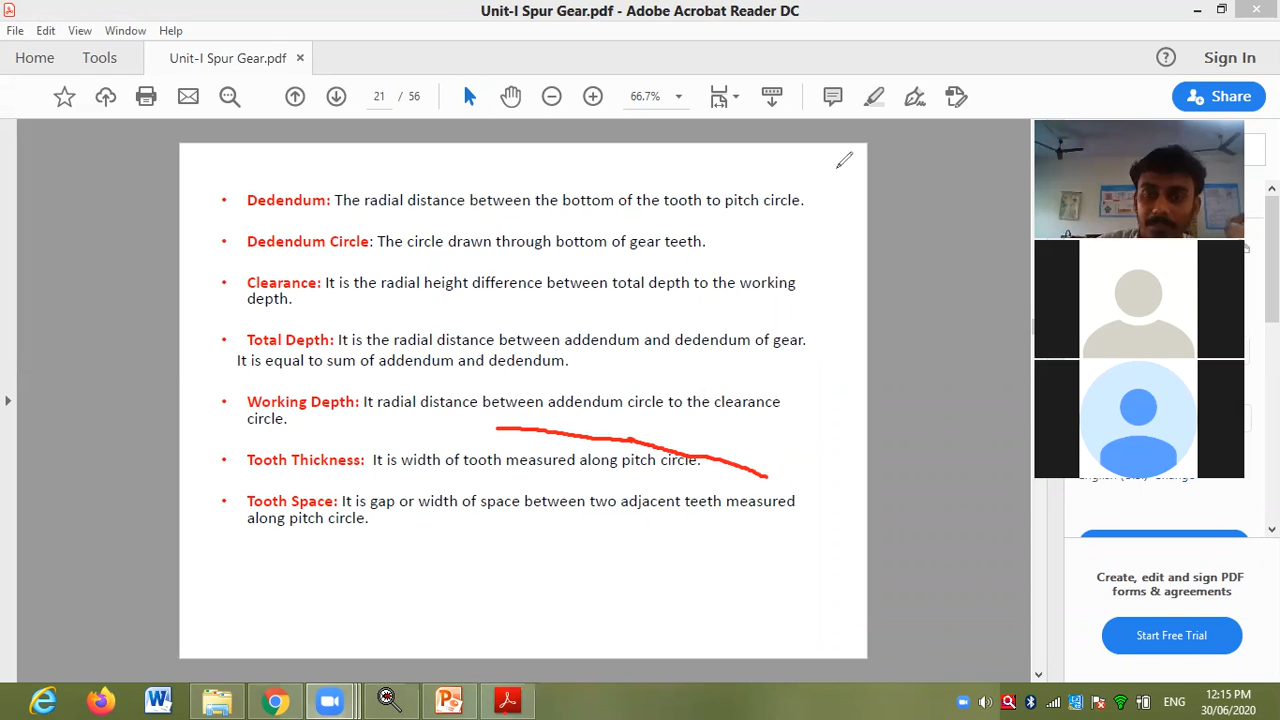 Unit-I Spur Gear.pdf - Adobe Acrobat Reader DC
File Edit View Window Help
Home Tools Unit-I Spur Gear.pdf × Sign In
21 / 56 66.7% Share
• Dedendum: The radial distance between the bottom of the tooth to pitch circle.
• Dedendum Circle: The circle drawn through bottom of gear teeth.
• Clearance: It is the radial height difference between total depth to the working
depth.
• Total Depth: It is the radial distance between addendum and dedendum of gear.
It is equal to sum of addendum and dedendum.
• Working Depth: It radial distance between addendum circle to the clearance
circle.
• Tooth Thickness: It is width of tooth measured along pitch circle.
• Tooth Space: It is gap or width of space between two adjacent teeth measured
along pitch circle.
Create, edit and sign PDF
forms & agreements
Start Free Trial
ENG
12:15 PM
30/06/2020